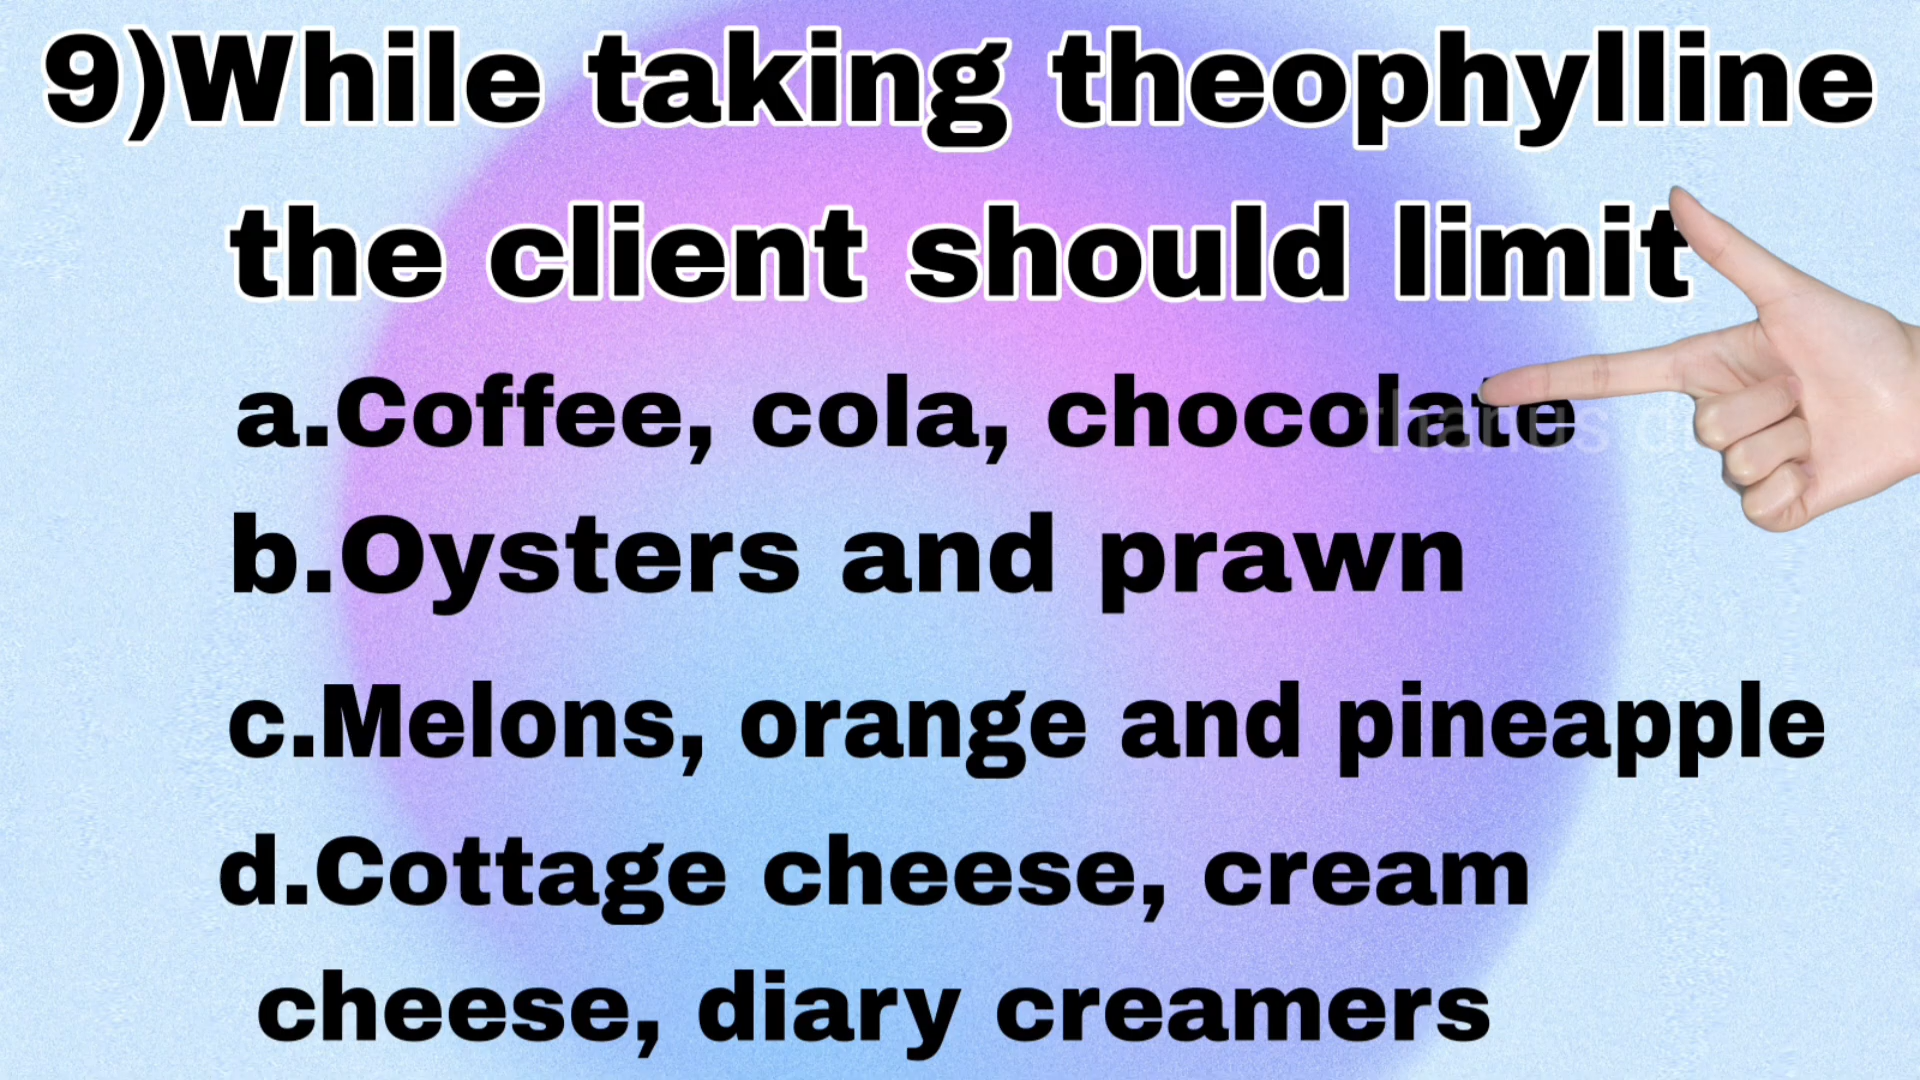 9)While taking theophylline
the client should limit
a.Coffee, cola, chocolate
b.Oysters and prawn
c.Melons, orange and pineapple
d.Cottage cheese, cream
cheese, diary creamers